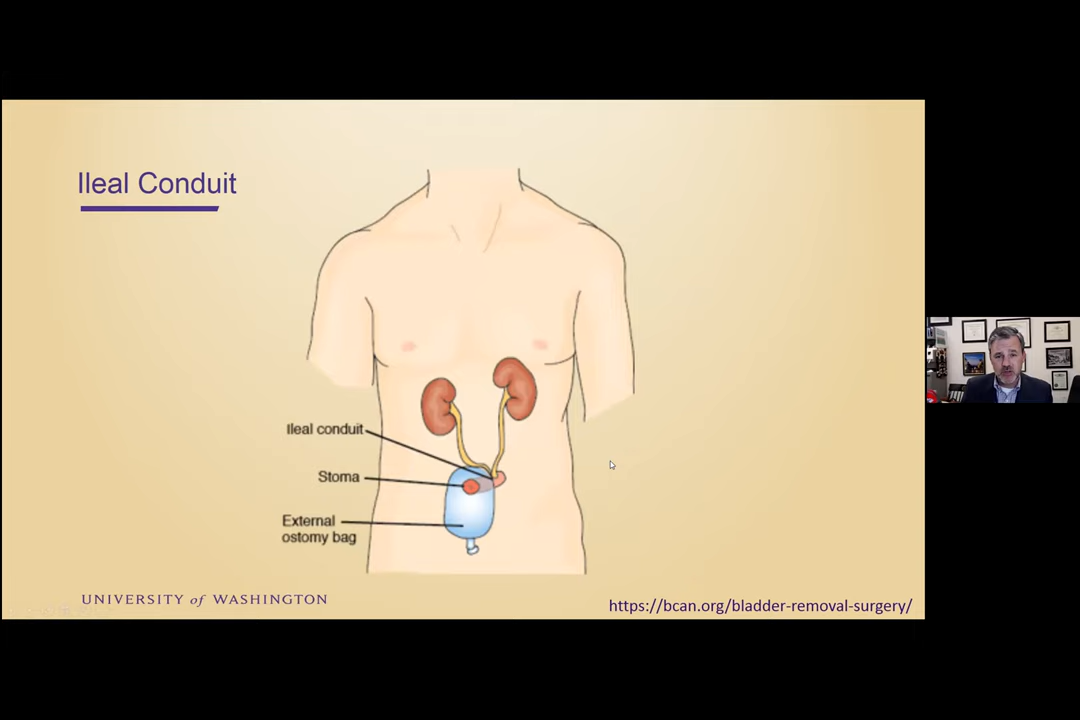 Ileal Conduit
Ileal conduit
Stoma
External
ostomy bag
UNIVERSITY of WASHINGTON
https://bcan.org/bladder-removal-surgery/